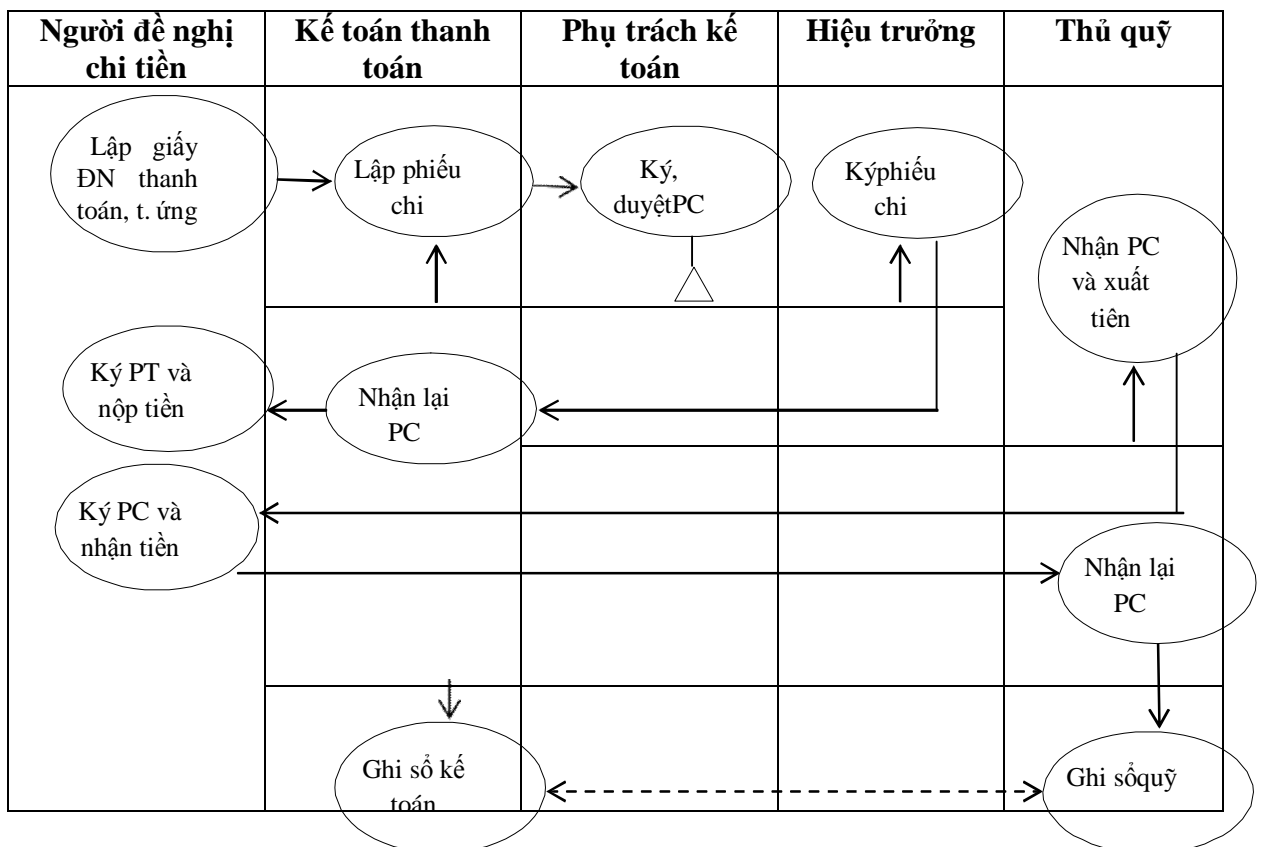 Người đề nghị
chi tiền
Kế toán thanh
toán
Phụ trách kế
toán
Hiệu trưởng
Thủ quỹ
Lập giấy
ĐN thanh
toán, t. ứng
Lập phiếu
chi
Ký,
duyệtPC
Kýphiếu
chi
Nhận PC
và xuất
tiên
Ký PT và
nộp tiền
Nhận lại
PC
Ký PC và
nhận tiền
Nhận lại
PC
Ghi sổ kế
toán
Ghi sổquỹ